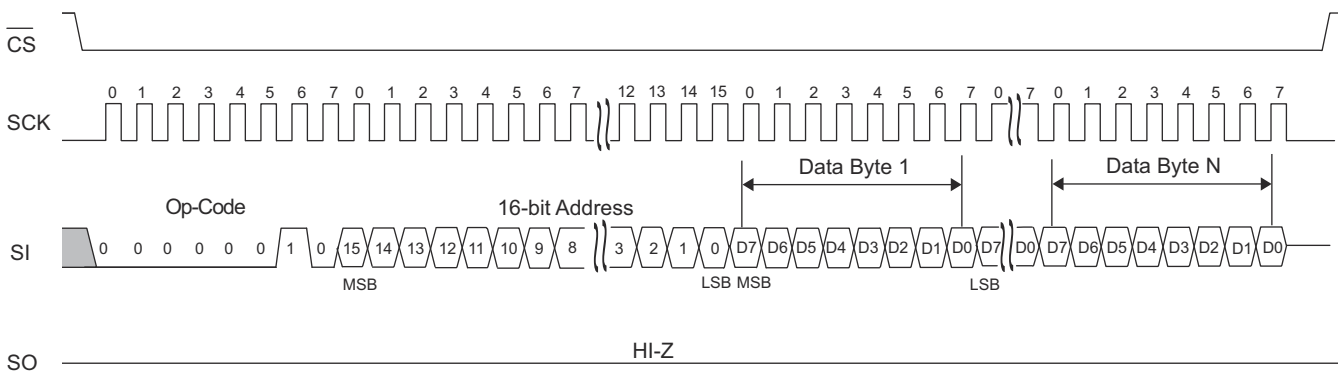 CS
SCK
0 1 2 3 4 5 6 7 0 1 2 3 4 5 6 7 12 13 14 15 0 1 2 3 4 5 6 7 0 7 0 1 2 3 4 5 6 7
Data Byte 1 Data Byte N
Op-Code 16-bit Address
SI
0 0 0 0 0 0 1 0 15 14 13 12 11 10 9 8 3 2 1 0 D7 D6 D5 D4 D3 D2 D1 D0 D7 D0 D7 D6 D5 D4 D3 D2 D1 D0
MSB LSB MSB LSB
HI-Z
SO